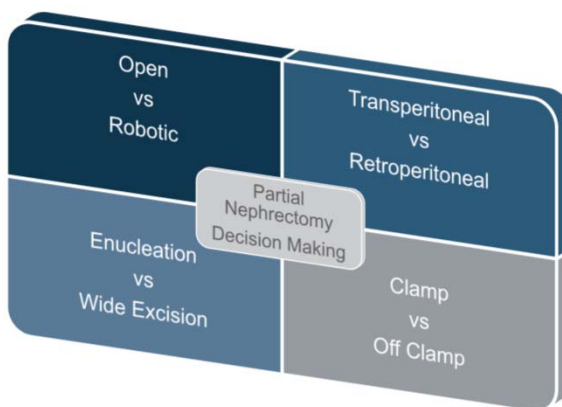 Open
vs
Robotic
Transperitoneal
vs
Retroperitoneal
Partial
Nephrectomy
Decision Making
Enucleation
vs
Wide Excision
Clamp
vs
Off Clamp